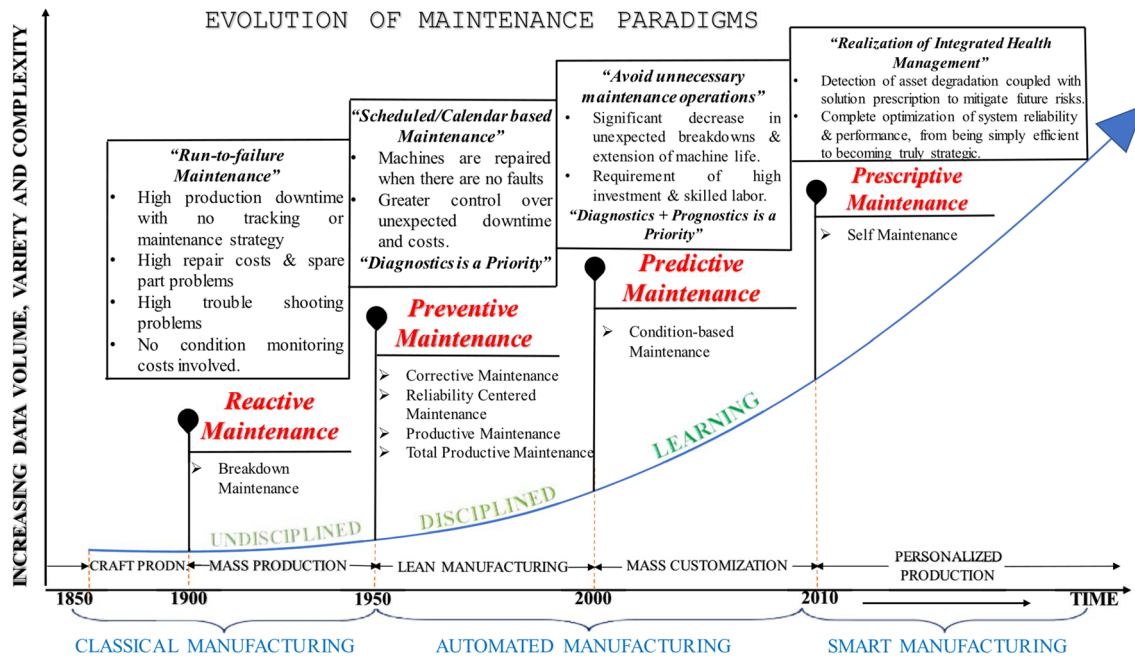 EVOLUTION OF MAINTENANCE PARADIGMS
INCREASING DATA VOLUME, VARIETY AND COMPLEXITY
“Run-to-failure
Maintenance”
• High production downtime
with no tracking or
maintenance strategy
• High repair costs & spare
part problems
• High trouble shooting
problems
• No condition monitoring
costs involved.
Reactive
Maintenance
➢ Breakdown
Maintenance
“Scheduled/Calendar based
Maintenance”
• Machines are repaired
when there are no faults
• Greater control over
unexpected downtime
and costs.
“Diagnostics is a Priority”
Preventive
Maintenance
➢ Corrective Maintenance
➢ Reliability Centered
Maintenance
➢ Productive Maintenance
➢ Total Productive Maintenance
“Avoid unnecessary
maintenance operations”
• Significant decrease in
unexpected breakdowns &
extension of machine life.
• Requirement of high
investment & skilled labor.
“Diagnostics + Prognostics is a
Priority”
Predictive
Maintenance
➢ Condition-based
Maintenance
“Realization of Integrated Health
Management”
• Detection of asset degradation coupled with
solution prescription to mitigate future risks.
• Complete optimization of system reliability
& performance, from being simply efficient
to becoming truly strategic.
Prescriptive
Maintenance
➢ Self Maintenance
UNDISCIPLINED
DISCIPLINED
LEARNING
CRAFT PRODN.
MASS PRODUCTION
LEAN MANUFACTURING
MASS CUSTOMIZATION
PERSONALIZED
PRODUCTION
1850
1900
1950
2000
2010
TIME
CLASSICAL MANUFACTURING
AUTOMATED MANUFACTURING
SMART MANUFACTURING